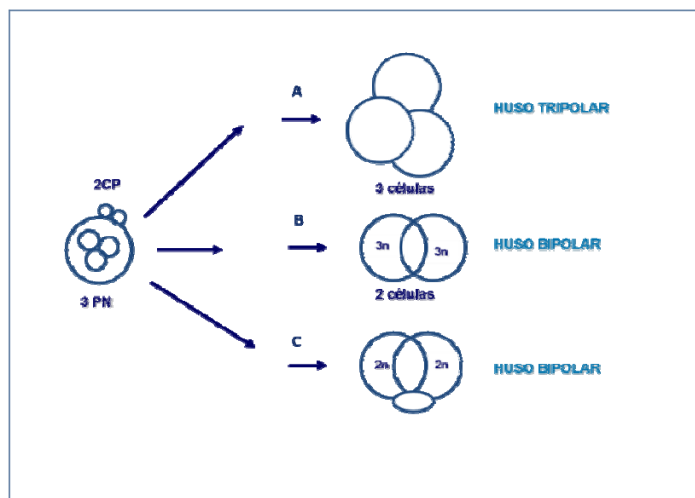 A
HUSO TRIPOLAR
3 células
2CP
3 PN
B
3n
3n
HUSO BIPOLAR
2 células
C
2n
2n
HUSO BIPOLAR